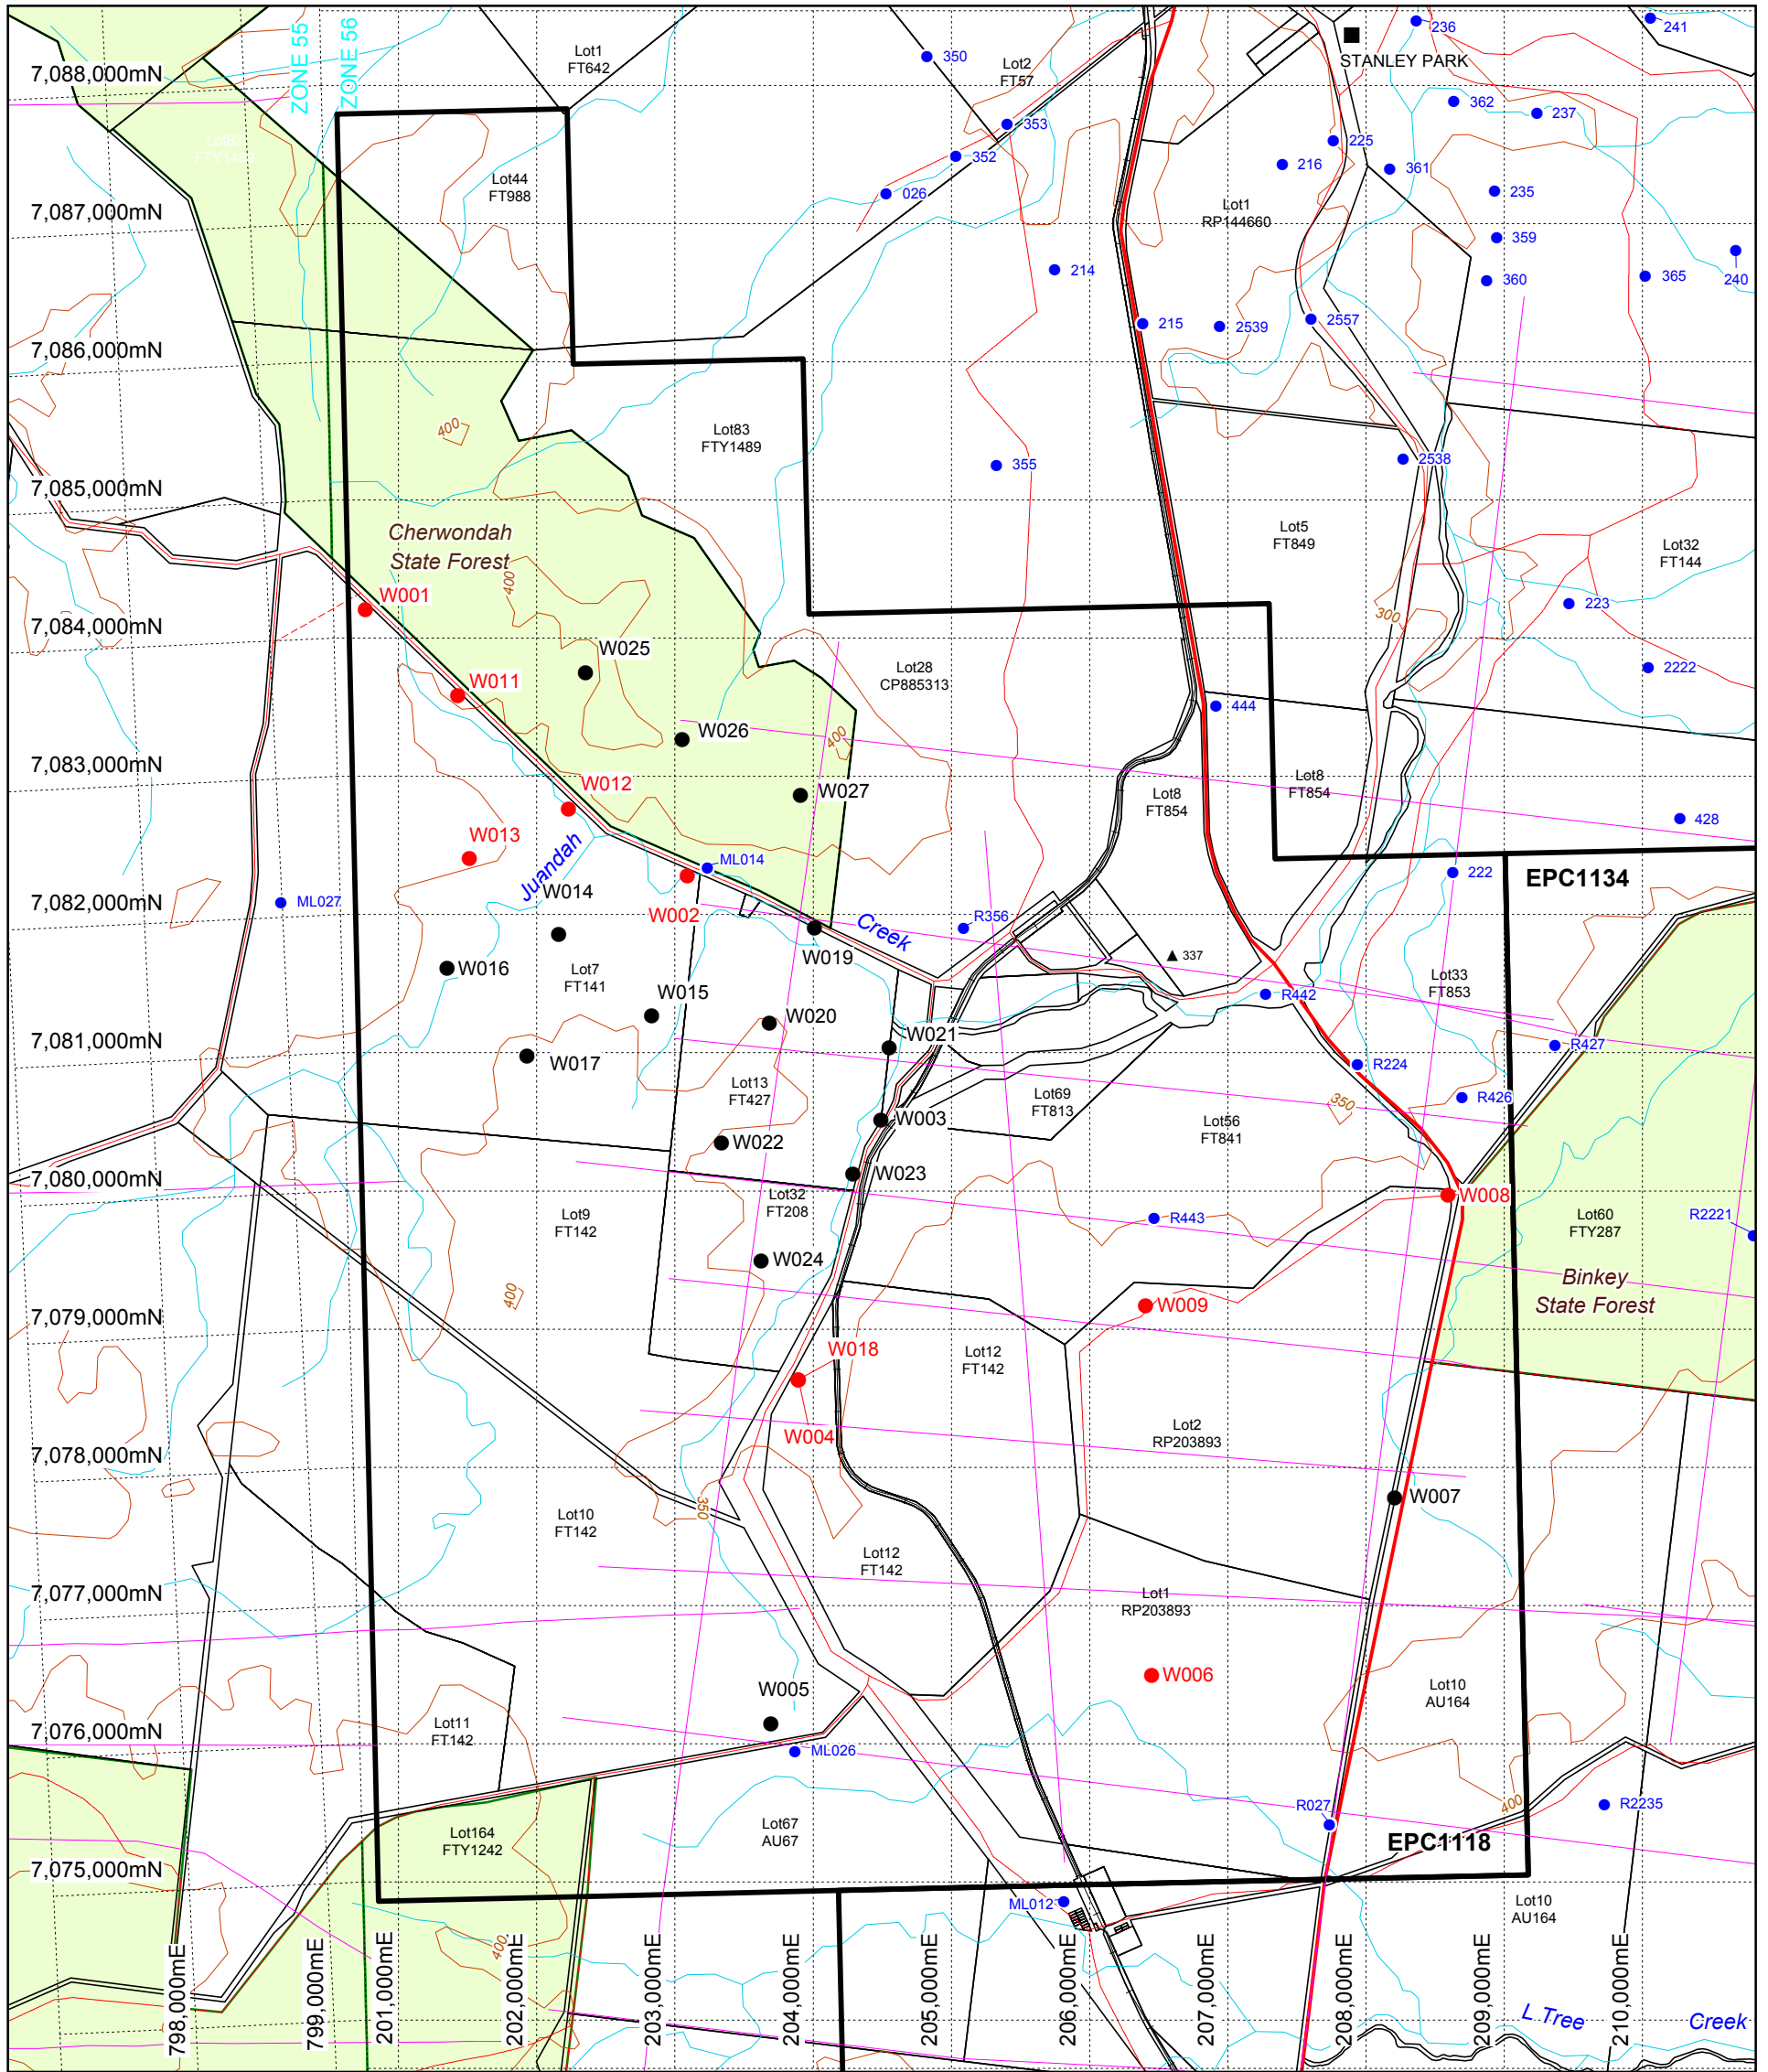 ZONE 55
ZONE 56
Lot1
FT642
350
Lot2
FT57
236
241
STANLEY PARK
7,088,000mN
353
352
026
362
237
225
216
361
Lot83
FTY1489
Lot44
FT988
235
7,087,000mN
Lot1
RP144660
359
214
360
365
240
215
2539
2557
7,086,000mN
400
Lot83
FTY1489
355
2538
7,085,000mN
Cherwondah
State Forest
Lot5
FT849
Lot32
FT144
400
W001
223
300
7,084,000mN
W025
Lot28
CP885313
2222
W011
444
W026
400
7,083,000mN
W012
W027
Lot8
FT854
Lot8
FT854
428
W013
ML014
Juandah
222
EPC1134
W014
ML027
7,082,000mN
W002
Creek
R356
W019
337
W016
Lot7
FT141
Lot33
FT853
W015
R442
W020
W021
7,081,000mN
R427
W017
R224
Lot13
FT427
Lot69
FT813
350
R426
W003
Lot56
FT841
W022
7,080,000mN
W023
Lot32
FT208
W008
Lot9
FT142
R443
Lot60
FTY287
R2221
W024
Binkey
State Forest
400
7,079,000mN
W009
W018
Lot12
FT142
W004
Lot2
RP203893
7,078,000mN
350
W007
Lot10
FT142
Lot12
FT142
7,077,000mN
Lot1
RP203893
W006
W005
Lot10
AU164
Lot11
FT142
7,076,000mN
ML026
R027
400
R2235
Lot67
AU67
Lot164
FTY1242
EPC1118
7,075,000mN
ML012
Lot10
AU164
400
798,000mE
799,000mE
201,000mE
202,000mE
203,000mE
204,000mE
205,000mE
206,000mE
207,000mE
208,000mE
209,000mE
210,000mE
L Tree
Creek